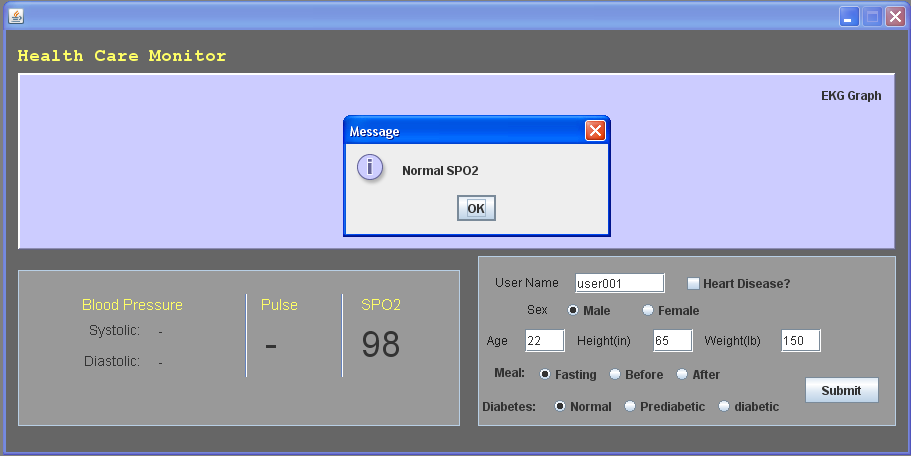 Health Care Monitor
EKG Graph
Message
i
Normal SPO2
OK
Blood Pressure Pulse SPO2
Systolic: -
- 98
Diastolic: -
User Name user001 Heart Disease?
Sex Male Female
Age 22 Height(in) 65 Weight(lb) 150
Meal: Fasting Before After
Submit
Diabetes: Normal Prediabetic diabetic